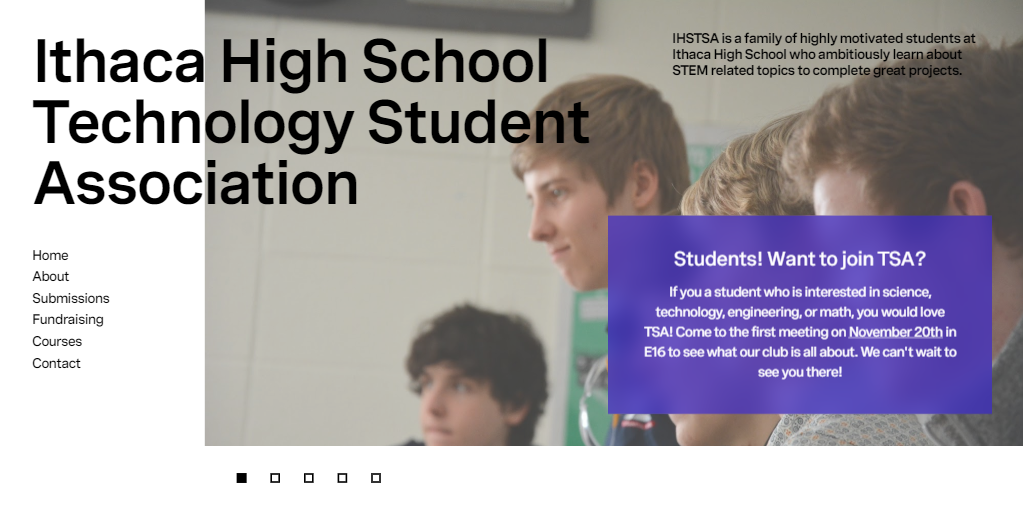 Ithaca High School
Technology Student
Association
IHSTSA is a family of highly motivated students at
Ithaca High School who ambitiously learn about
STEM related topics to complete great projects.
Home
About
Submissions
Fundraising
Courses
Contact
Students! Want to join TSA?
If you a student who is interested in science,
technology, engineering, or math, you would love
TSA! Come to the first meeting on November 20th in
E16 to see what our club is all about. We can't wait to
see you there!